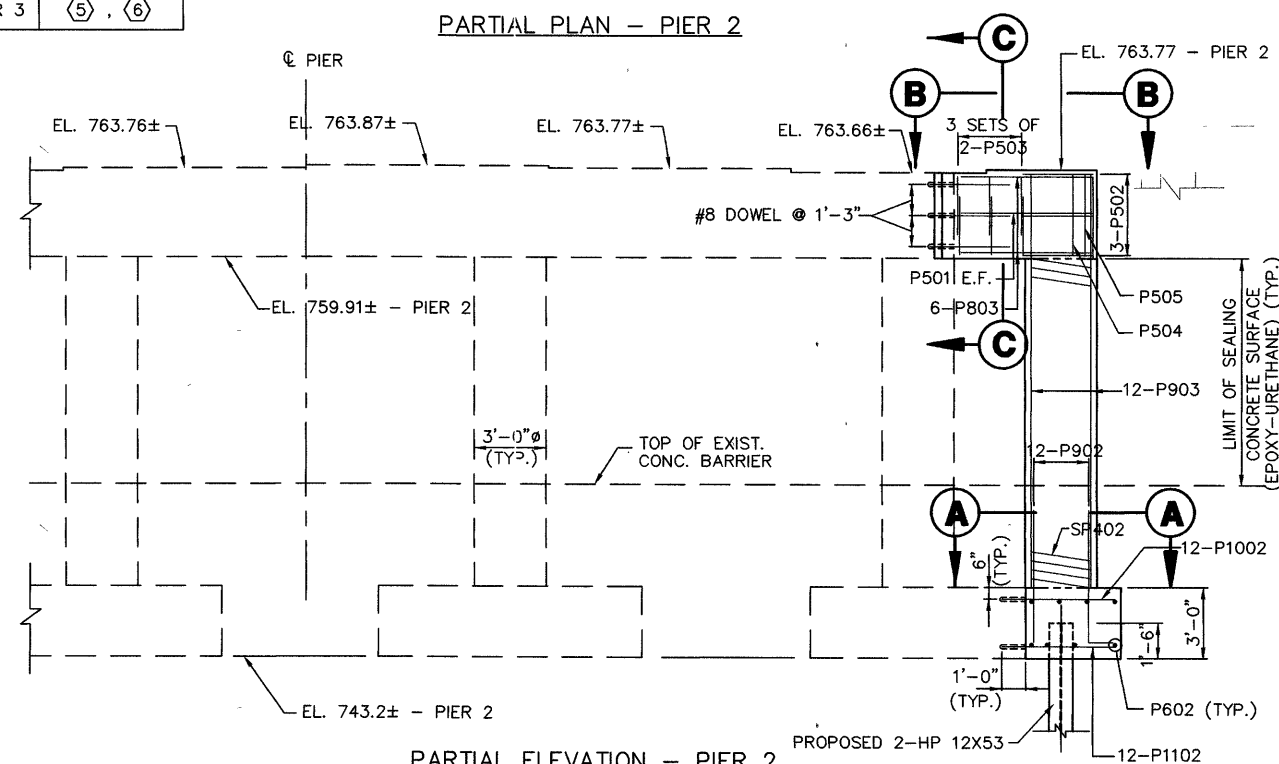 R 3
5 , 6
PARTIAL PLAN – PIER 2
℄ PIER
C
EL. 763.77 – PIER 2
B
B
EL. 763.76±
EL. 763.87±
EL. 763.77±
EL. 763.66±
3 SETS OF
2-P503
#8 DOWEL @ 1'-3"
3-P502
P501 E.F.
6-P803
P505
P504
EL. 759.91± – PIER 2
C
LIMIT OF SEALING
CONCRETE SURFACE
(EPOXY-URETHANE) (TYP.)
12-P903
3'-0"ø
(TYP.)
TOP OF EXIST.
CONC. BARRIER
12-P902
A
A
SP402
12-P1002
6"
(TYP.)
3'-0"
1'-6"
1'-0"
(TYP.)
EL. 743.2± – PIER 2
P602 (TYP.)
PROPOSED 2-HP 12X53
12-P1102
PARTIAL ELEVATION – PIER 2